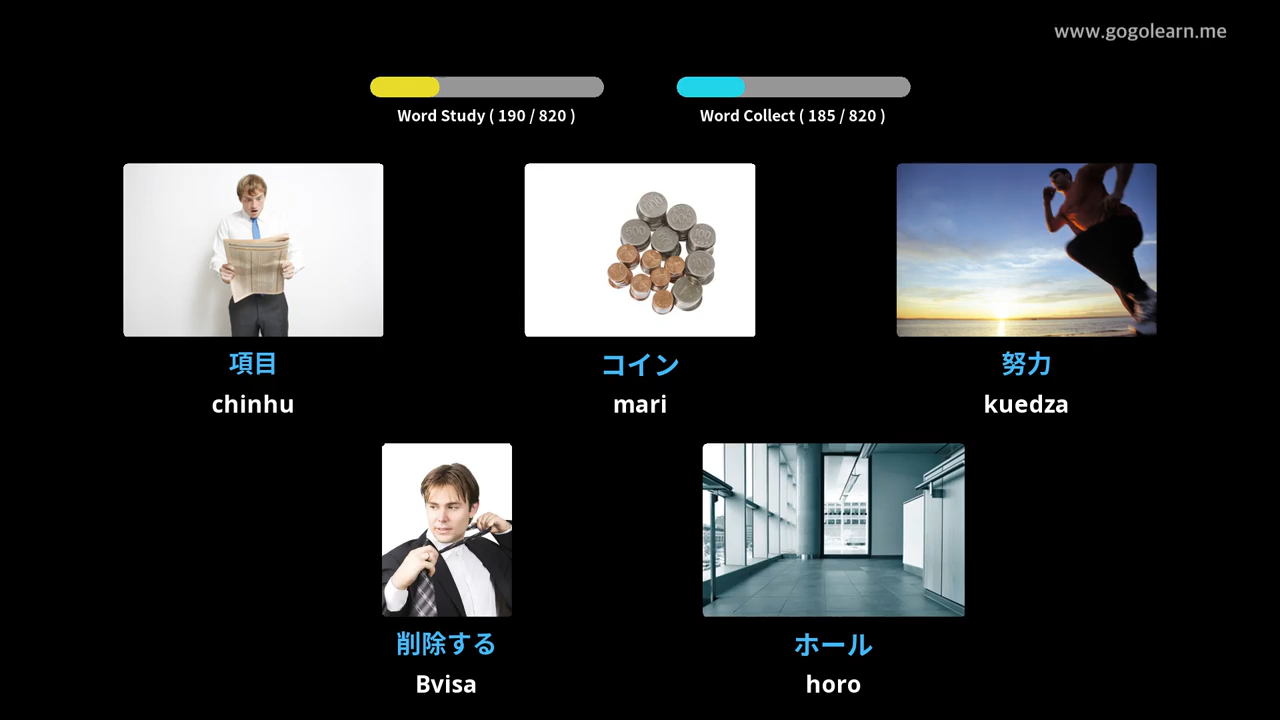 www.gogolearn.me
Word Study ( 190 / 820 )
Word Collect ( 185 / 820 )
項目
コイン
努力
chinhu
mari
kuedza
削除する
ホール
Bvisa
horo